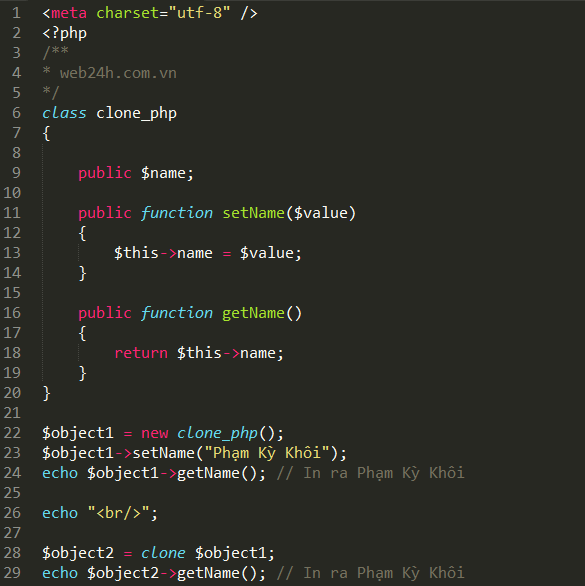 1 <meta charset="utf-8" />
2 <?php
3 /**
4 * web24h.com.vn
5 */
6 class clone_php
7 {
8
9 public $name;
10
11 public function setName($value)
12 {
13 $this->name = $value;
14 }
15
16 public function getName()
17 {
18 return $this->name;
19 }
20 }
21
22 $object1 = new clone_php();
23 $object1->setName("Phạm Kỳ Khôi");
24 echo $object1->getName(); // In ra Phạm Kỳ Khôi
25
26 echo "<br/>";
27
28 $object2 = clone $object1;
29 echo $object2->getName(); // In ra Phạm Kỳ Khôi